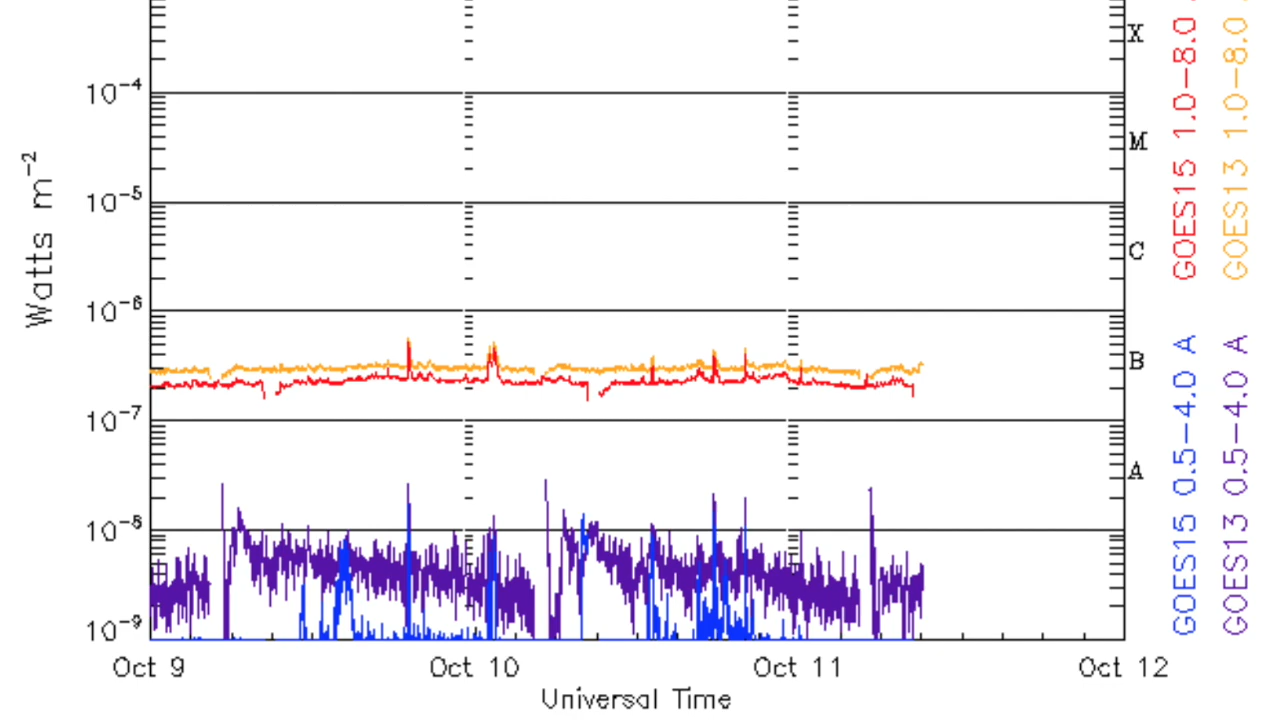 X
10⁻⁴
M
10⁻⁵
C
10⁻⁶
B
10⁻⁷
A
10⁻⁸
10⁻⁹
Watts m⁻²
Oct 9
Oct 10
Oct 11
Oct 12
Universal Time
GOES15 1.0-8.0
GOES13 1.0-8.0
GOES15 0.5-4.0 A
GOES13 0.5-4.0 A